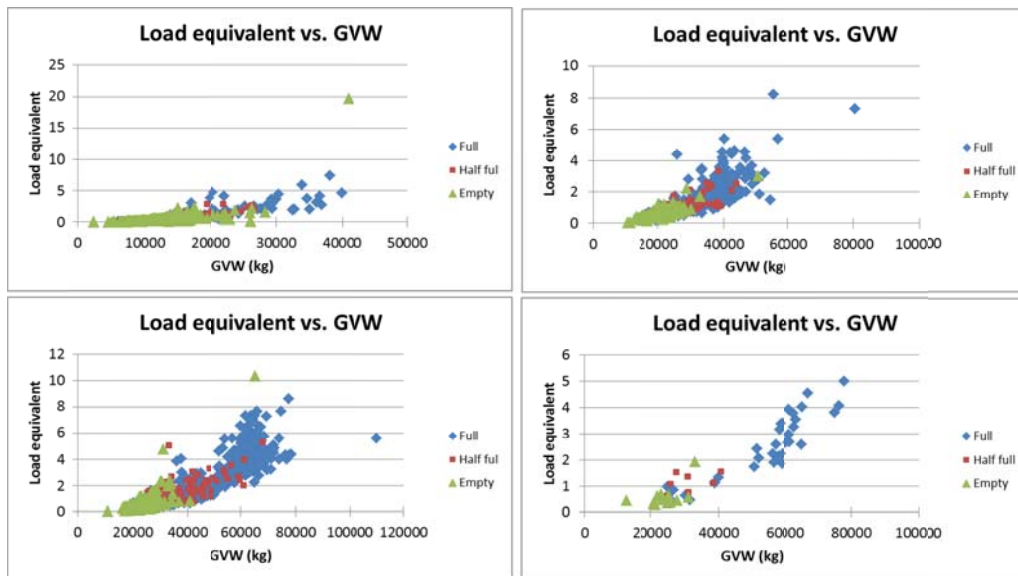 Load equivalent vs. GVW
25
20
15
10
5
0
0 10000 20000 30000 40000 50000
Load equivalent
GVW (kg)
Full
Half ful
Empty
Load equivalent vs. GVW
10
8
6
4
2
0
0 20000 40000 60000 80000 100000
Load equivalent
GVW (kg)
Full
Half ful
Empty
Load equivalent vs. GVW
12
10
8
6
4
2
0
0 20000 40000 60000 80000 100000 120000
Load equivalent
GVW (kg)
Full
Half ful
Empty
Load equivalent vs. GVW
6
5
4
3
2
1
0
0 20000 40000 60000 80000 100000
Load equivalent
GVW (kg)
Full
Half ful
Empty